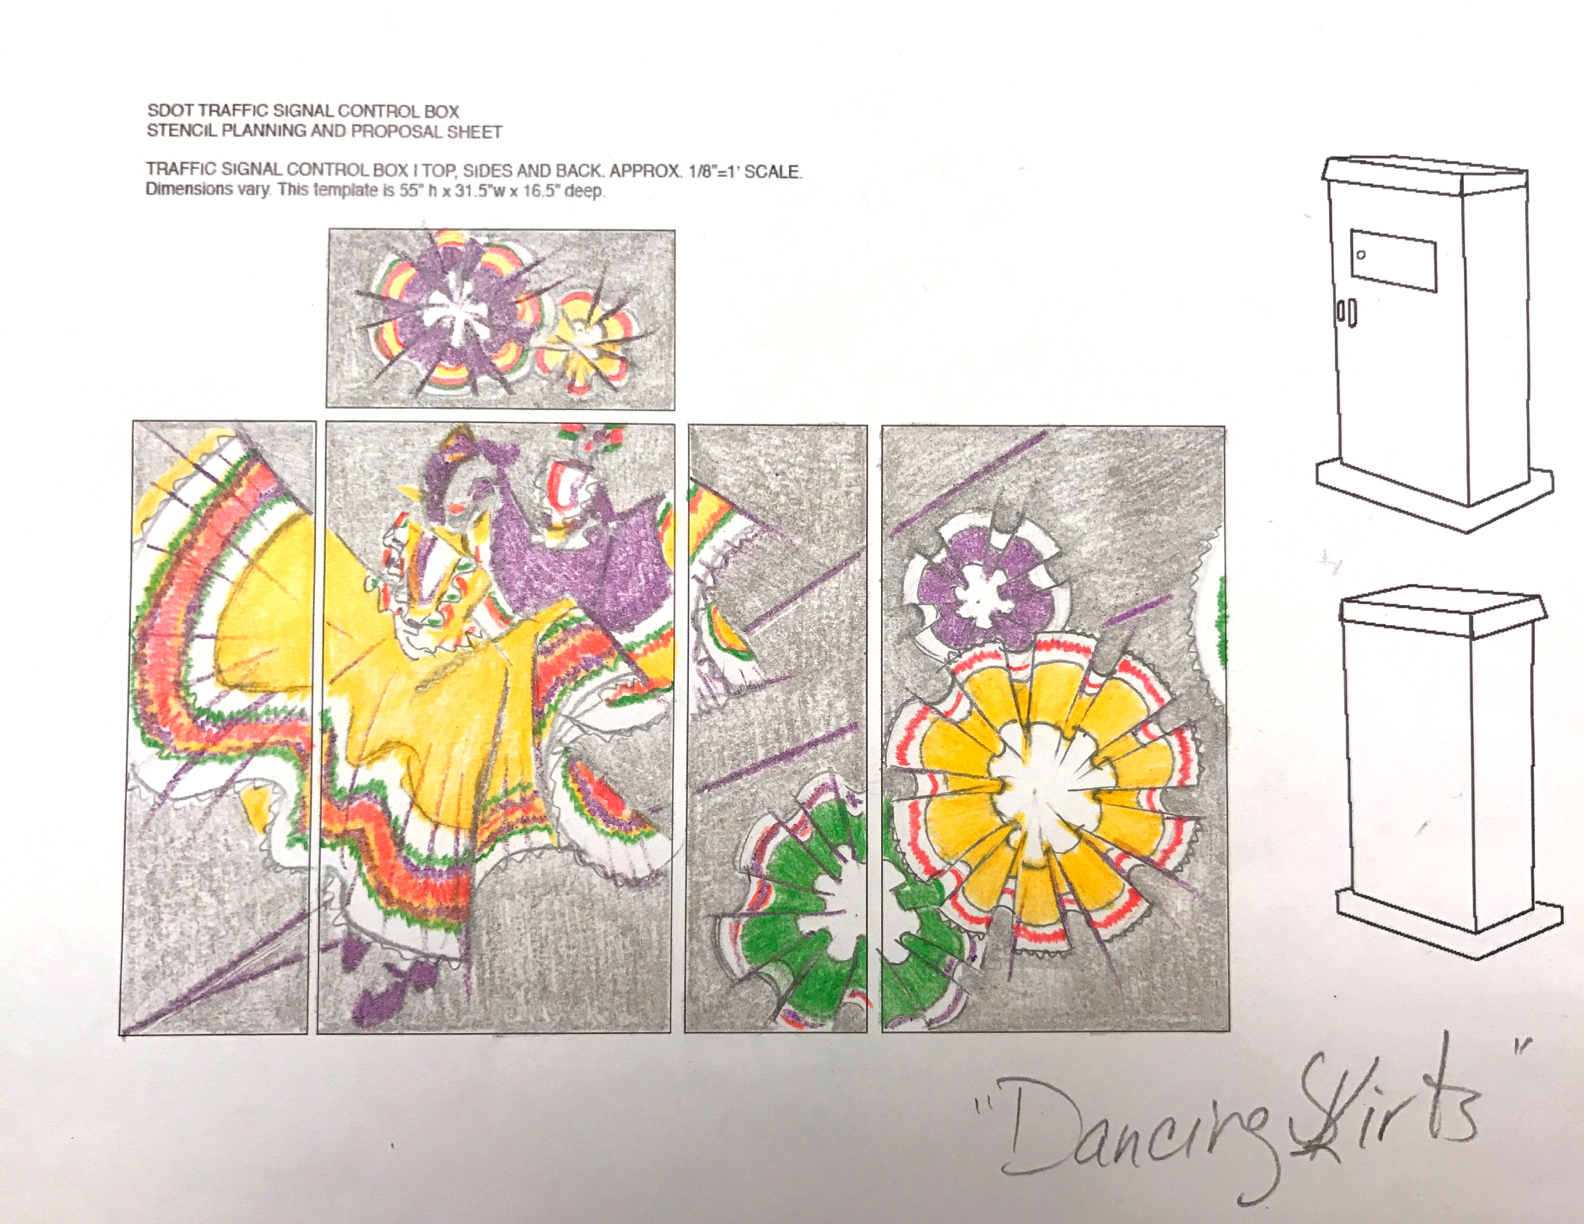 SDOT TRAFFIC SIGNAL CONTROL BOX
STENCIL PLANNING AND PROPOSAL SHEET
TRAFFIC SIGNAL CONTROL BOX I TOP, SIDES AND BACK. APPROX. 1/8"=1' SCALE.
Dimensions vary. This template is 55" h x 31.5"w x 16.5" deep.
"Dancing Skirts"